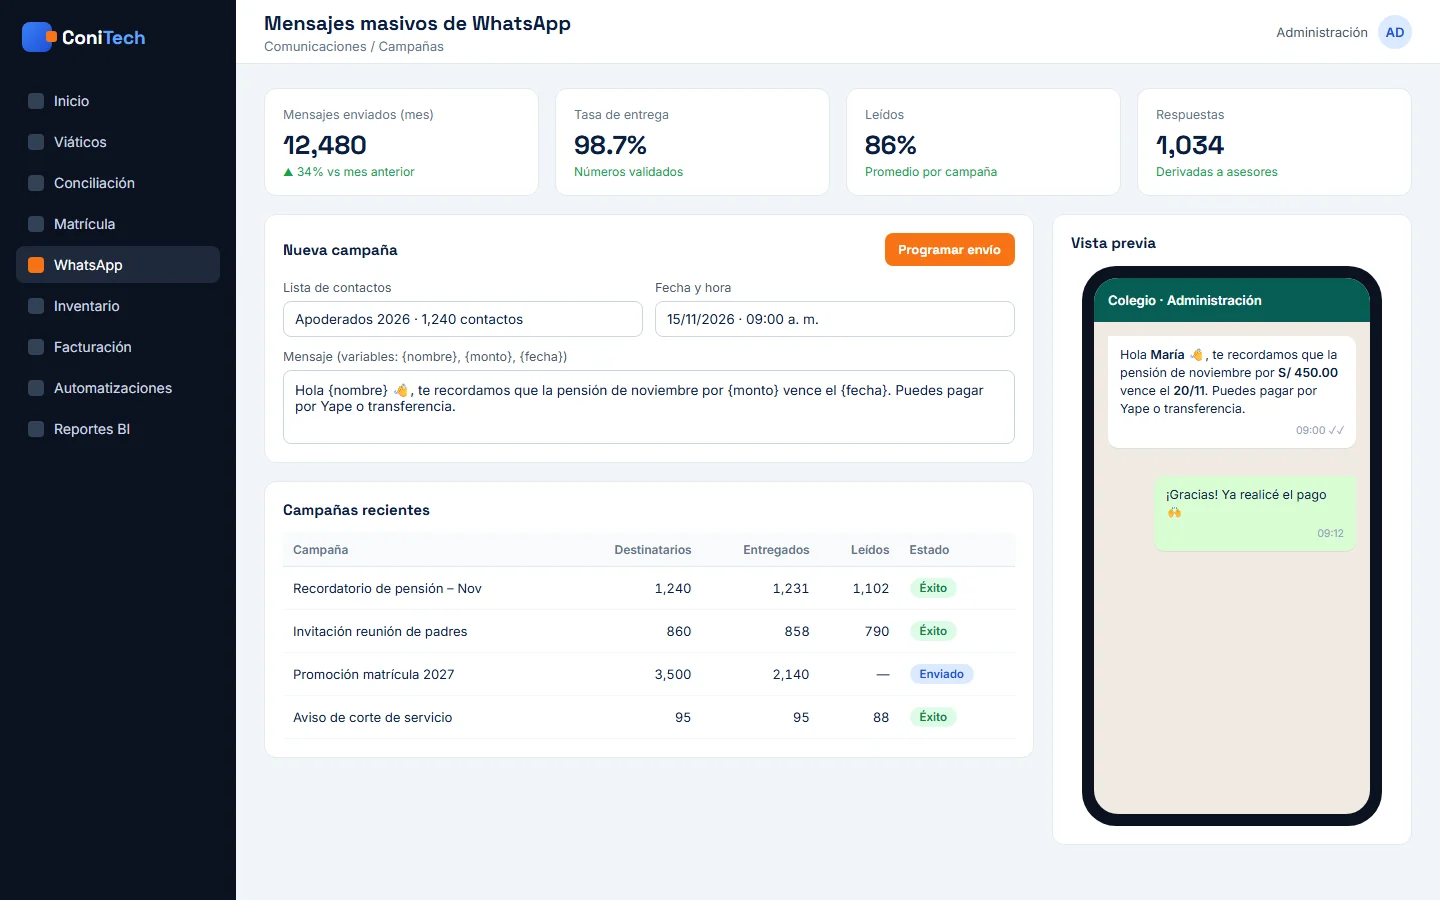 ConiTech
Inicio
Viáticos
Conciliación
Matrícula
WhatsApp
Inventario
Facturación
Automatizaciones
Reportes BI
Mensajes masivos de WhatsApp
Comunicaciones / Campañas
Administración
AD
Mensajes enviados (mes)
12,480
▲ 34% vs mes anterior
Tasa de entrega
98.7%
Números validados
Leídos
86%
Promedio por campaña
Respuestas
1,034
Derivadas a asesores
Nueva campaña
Programar envío
Lista de contactos
Apoderados 2026 · 1,240 contactos
Fecha y hora
15/11/2026 · 09:00 a. m.
Mensaje (variables: {nombre}, {monto}, {fecha})
Hola {nombre} 👋, te recordamos que la pensión de noviembre por {monto} vence el {fecha}. Puedes pagar
por Yape o transferencia.
Campañas recientes
Campaña Destinatarios Entregados Leídos Estado
Recordatorio de pensión – Nov 1,240 1,231 1,102 Éxito
Invitación reunión de padres 860 858 790 Éxito
Promoción matrícula 2027 3,500 2,140 — Enviado
Aviso de corte de servicio 95 95 88 Éxito
Vista previa
Colegio · Administración
Hola María 👋, te recordamos que la
pensión de noviembre por S/ 450.00
vence el 20/11. Puedes pagar por
Yape o transferencia.
09:00 ✓✓
¡Gracias! Ya realicé el pago
🙌
09:12